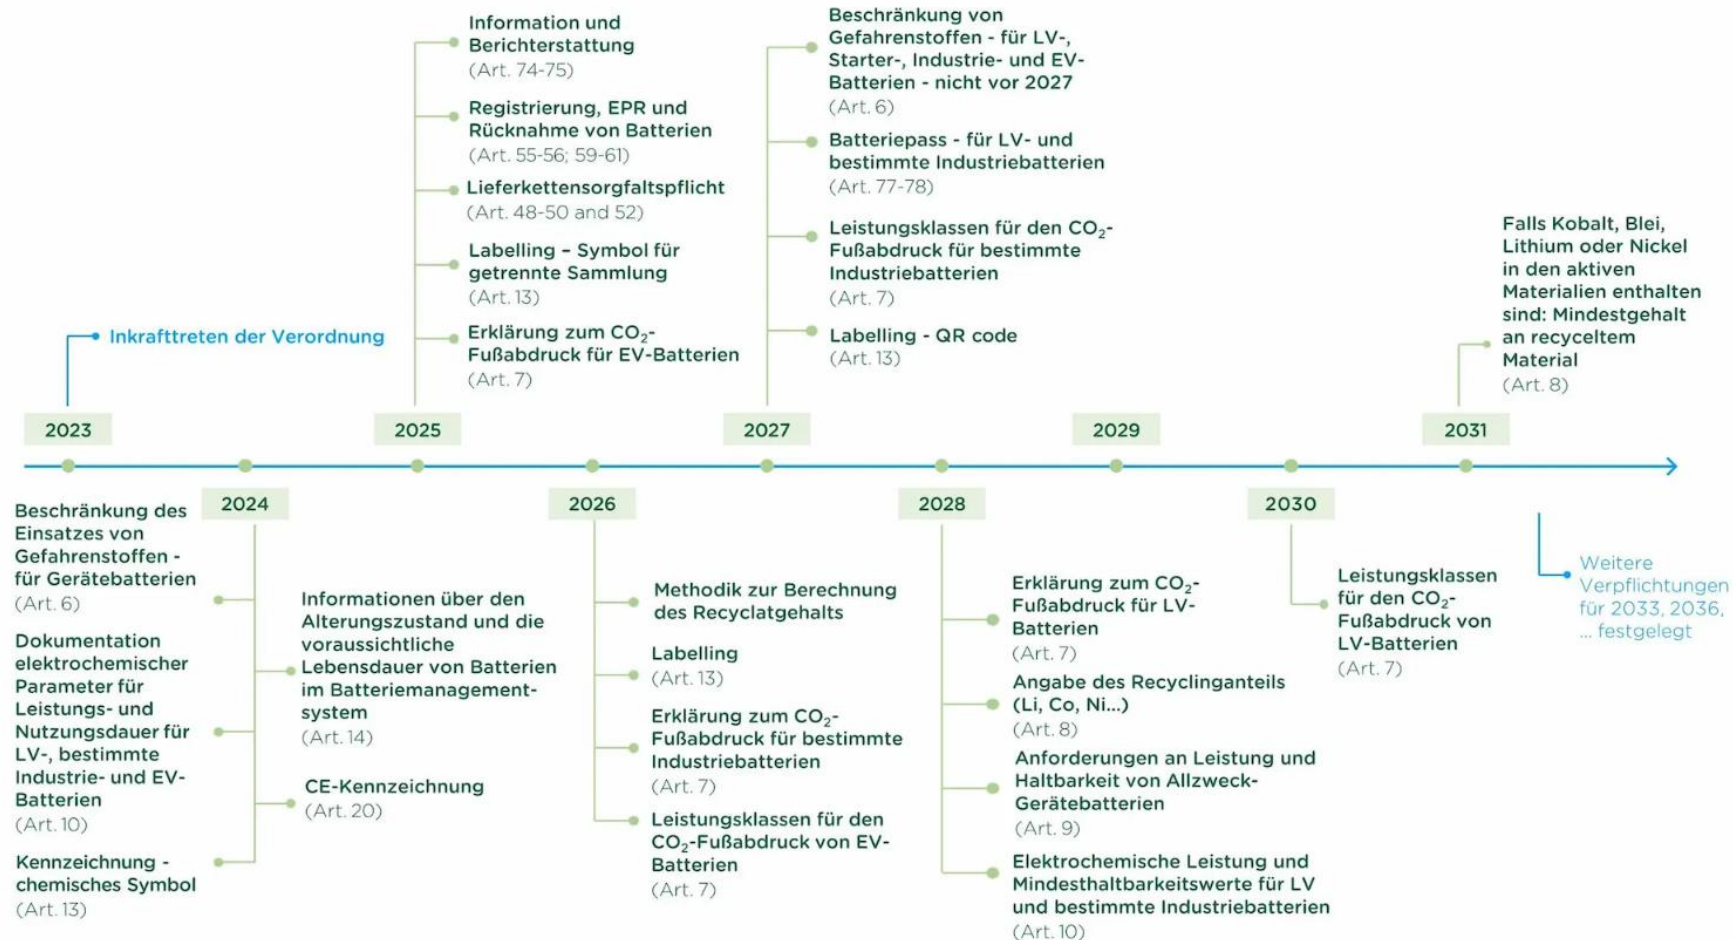 2023
Inkrafttreten der Verordnung
2024
Beschränkung des
Einsatzes von
Gefahrenstoffen -
für Gerätebatterien
(Art. 6)
Dokumentation
elektrochemischer
Parameter für
Leistungs- und
Nutzungsdauer für
LV-, bestimmte
Industrie- und EV-
Batterien
(Art. 10)
Kennzeichnung -
chemisches Symbol
(Art. 13)
Informationen über den
Alterungszustand und die
voraussichtliche
Lebensdauer von Batterien
im Batteriemanagement-
system
(Art. 14)
CE-Kennzeichnung
(Art. 20)
2025
Information und
Berichterstattung
(Art. 74-75)
Registrierung, EPR und
Rücknahme von Batterien
(Art. 55-56; 59-61)
Lieferkettensorgfaltspflicht
(Art. 48-50 and 52)
Labelling – Symbol für
getrennte Sammlung
(Art. 13)
Erklärung zum CO₂-
Fußabdruck für EV-Batterien
(Art. 7)
2026
Methodik zur Berechnung
des Recyclatgehalts
Labelling
(Art. 13)
Erklärung zum CO₂-
Fußabdruck für bestimmte
Industriebatterien
(Art. 7)
Leistungsklassen für den
CO₂-Fußabdruck von EV-
Batterien
(Art. 7)
2027
Beschränkung von
Gefahrenstoffen - für LV-,
Starter-, Industrie- und EV-
Batterien - nicht vor 2027
(Art. 6)
Batteriepass - für LV- und
bestimmte Industriebatterien
(Art. 77-78)
Leistungsklassen für den CO₂-
Fußabdruck für bestimmte
Industriebatterien
(Art. 7)
Labelling - QR code
(Art. 13)
2028
Erklärung zum CO₂-
Fußabdruck für LV-
Batterien
(Art. 7)
Angabe des Recyclinganteils
(Li, Co, Ni...)
(Art. 8)
Anforderungen an Leistung und
Haltbarkeit von Allzweck-
Gerätebatterien
(Art. 9)
Elektrochemische Leistung und
Mindesthaltbarkeitswerte für LV
und bestimmte Industriebatterien
(Art. 10)
2029
2030
Leistungsklassen
für den CO₂-
Fußabdruck von
LV-Batterien
(Art. 7)
2031
Falls Kobalt, Blei,
Lithium oder Nickel
in den aktiven
Materialien enthalten
sind: Mindestgehalt
an recyceltem
Material
(Art. 8)
Weitere
Verpflichtungen
für 2033, 2036,
... festgelegt